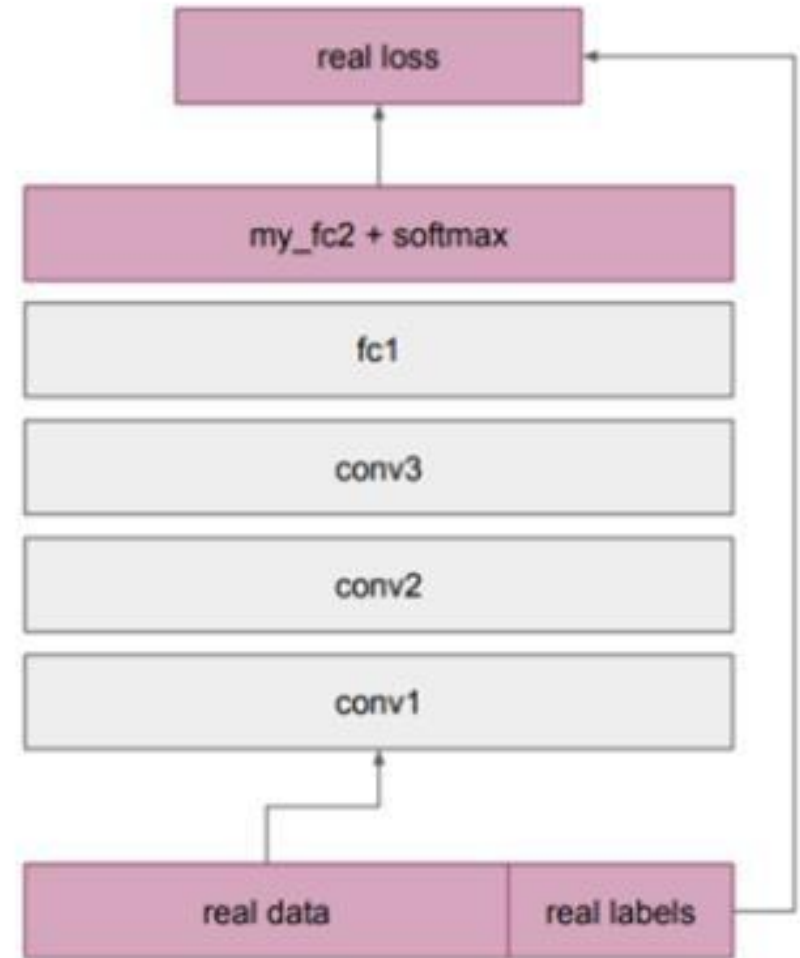 real loss
my_fc2 + softmax
fc1
conv3
conv2
conv1
real data
real labels